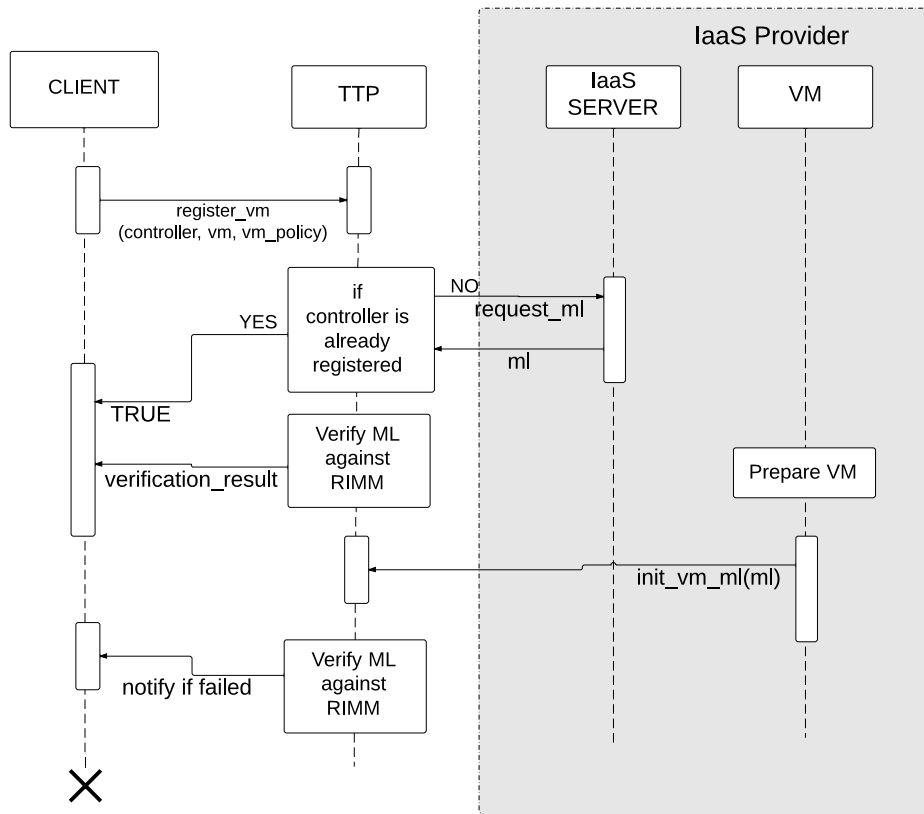 IaaS Provider
CLIENT
TTP
IaaS
SERVER
VM
register_vm
(controller, vm, vm_policy)
if
controller is
already
registered
NO
request_ml
YES
ml
TRUE
Verify ML
against
RIMM
verification_result
Prepare VM
init_vm_ml(ml)
Verify ML
against
RIMM
notify if failed